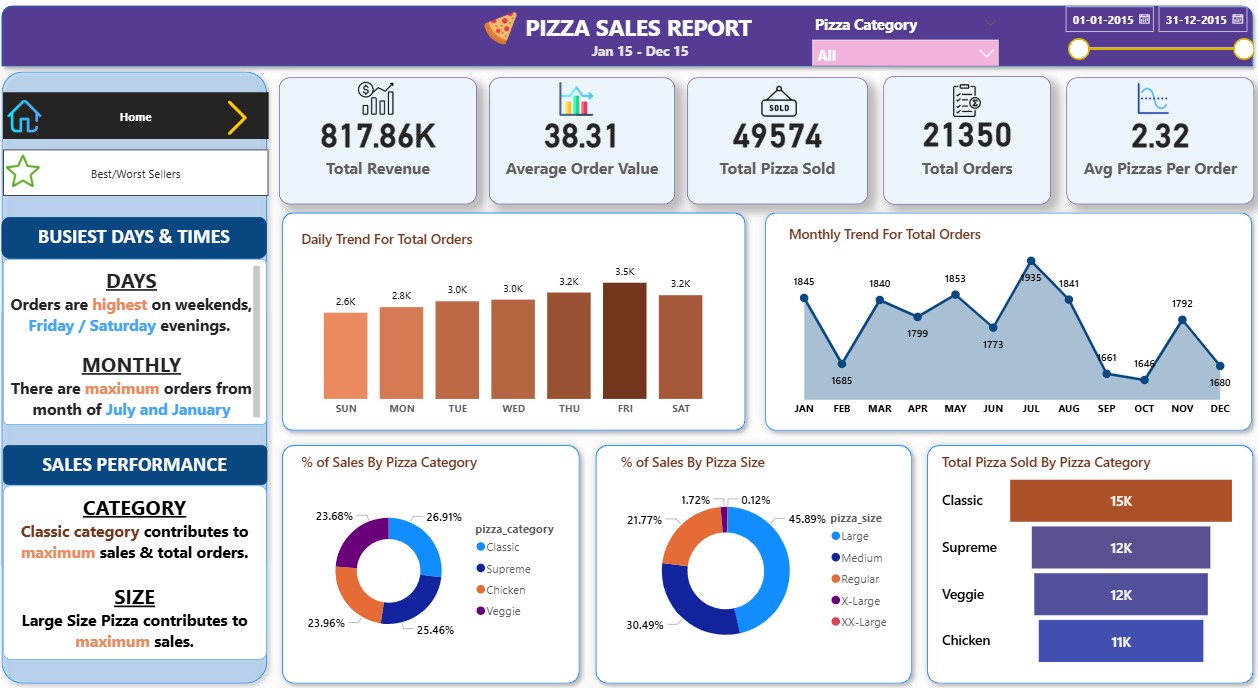 PIZZA SALES REPORT
Jan 15 - Dec 15
Pizza Category
All
01-01-2015
31-12-2015
Home
Best/Worst Sellers
BUSIEST DAYS & TIMES
DAYS
Orders are highest on weekends,
Friday / Saturday evenings.
MONTHLY
There are maximum orders from
month of July and January
SALES PERFORMANCE
CATEGORY
Classic category contributes to
maximum sales & total orders.
SIZE
Large Size Pizza contributes to
maximum sales.
817.86K
Total Revenue
38.31
Average Order Value
SOLD
49574
Total Pizza Sold
21350
Total Orders
2.32
Avg Pizzas Per Order
Daily Trend For Total Orders
2.6K
2.8K
3.0K
3.0K
3.2K
3.5K
3.2K
SUN MON TUE WED THU FRI SAT
Monthly Trend For Total Orders
1845
1685
1840
1799
1853
1773
1935
1841
1661
1646
1792
1680
JAN FEB MAR APR MAY JUN JUL AUG SEP OCT NOV DEC
% of Sales By Pizza Category
23.68%
26.91%
23.96%
25.46%
pizza_category
Classic
Supreme
Chicken
Veggie
% of Sales By Pizza Size
1.72%
0.12%
21.77%
45.89%
30.49%
pizza_size
Large
Medium
Regular
X-Large
XX-Large
Total Pizza Sold By Pizza Category
Classic 15K
Supreme 12K
Veggie 12K
Chicken 11K